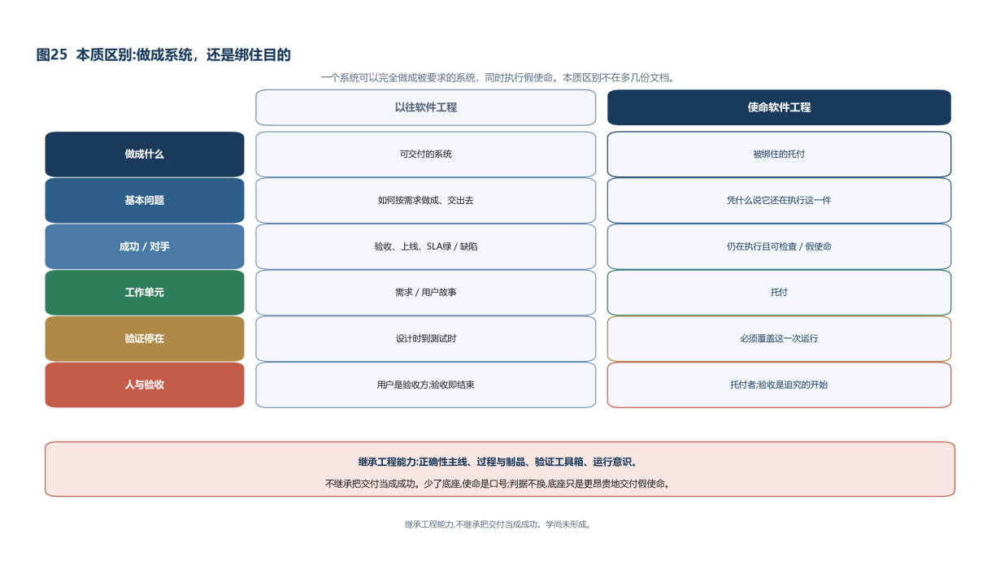 图25 本质区别:做成系统，还是绑住目的
一个系统可以完全做成被要求的系统，同时执行假使命。本质区别不在多几份文档。
以往软件工程
使命软件工程
做成什么
可交付的系统
被绑住的托付
基本问题
如何按需求做成、交出去
凭什么说它还在执行这一件
成功 / 对手
验收、上线、SLA绿 / 缺陷
仍在执行且可检查 / 假使命
工作单元
需求 / 用户故事
托付
验证停在
设计时到测试时
必须覆盖这一次运行
人与验收
用户是验收方;验收即结束
托付者;验收是追究的开始
继承工程能力:正确性主线、过程与制品、验证工具箱、运行意识。
不继承把交付当成成功。少了底座,使命是口号;判据不换,底座只是更昂贵地交付假使命。
继承工程能力,不继承把交付当成成功。学尚未形成。